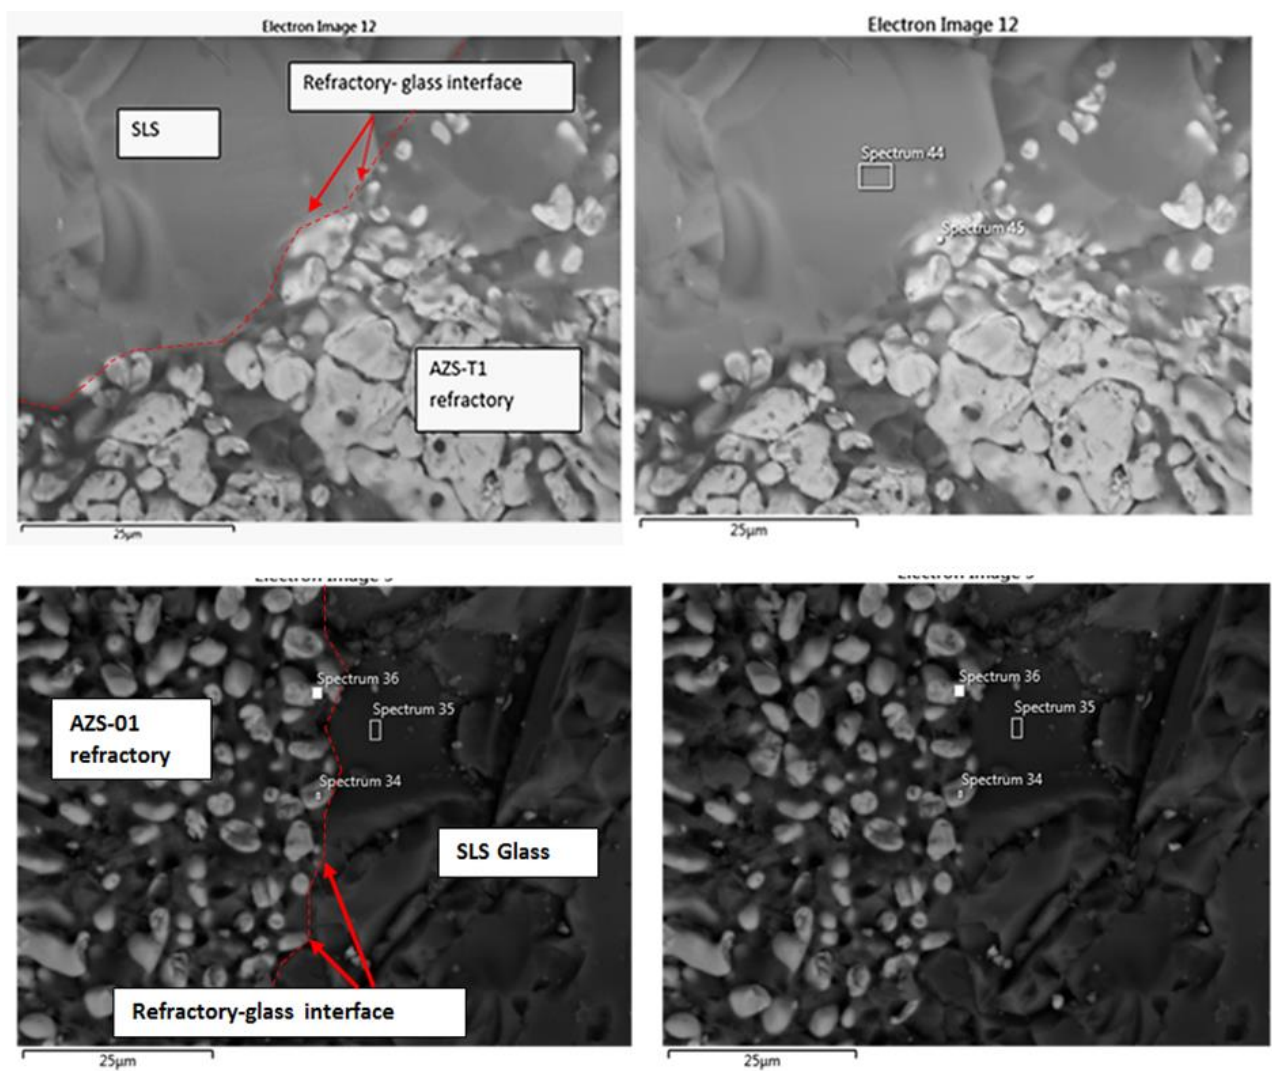 Electron Image 12
Refractory- glass interface
SLS
AZS-T1
refractory
25µm
Electron Image 12
Spectrum 44
Spectrum 45
25µm
Spectrum 36
Spectrum 35
AZS-01
refractory
Spectrum 34
SLS Glass
Refractory-glass interface
25µm
Spectrum 36
Spectrum 35
Spectrum 34
25µm